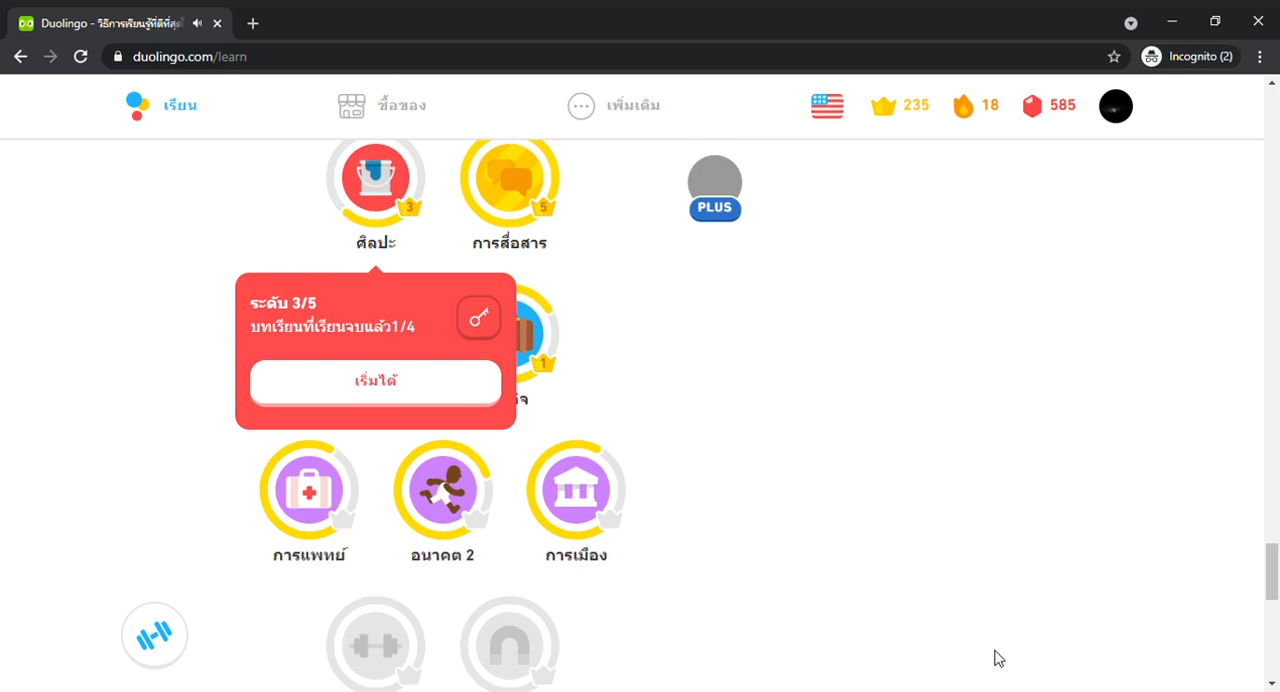 Duolingo - วิธีการเรียนรู้ที่ดีที่สุด
duolingo.com/learn
Incognito (2)
เรียน
ซื้อของ
เพิ่มเติม
235
18
585
3
5
PLUS
ศิลปะ
การสื่อสาร
ระดับ 3/5
บทเรียนที่เรียนจบแล้ว1/4
เริ่มได้
1
การแพทย์
อนาคต 2
การเมือง